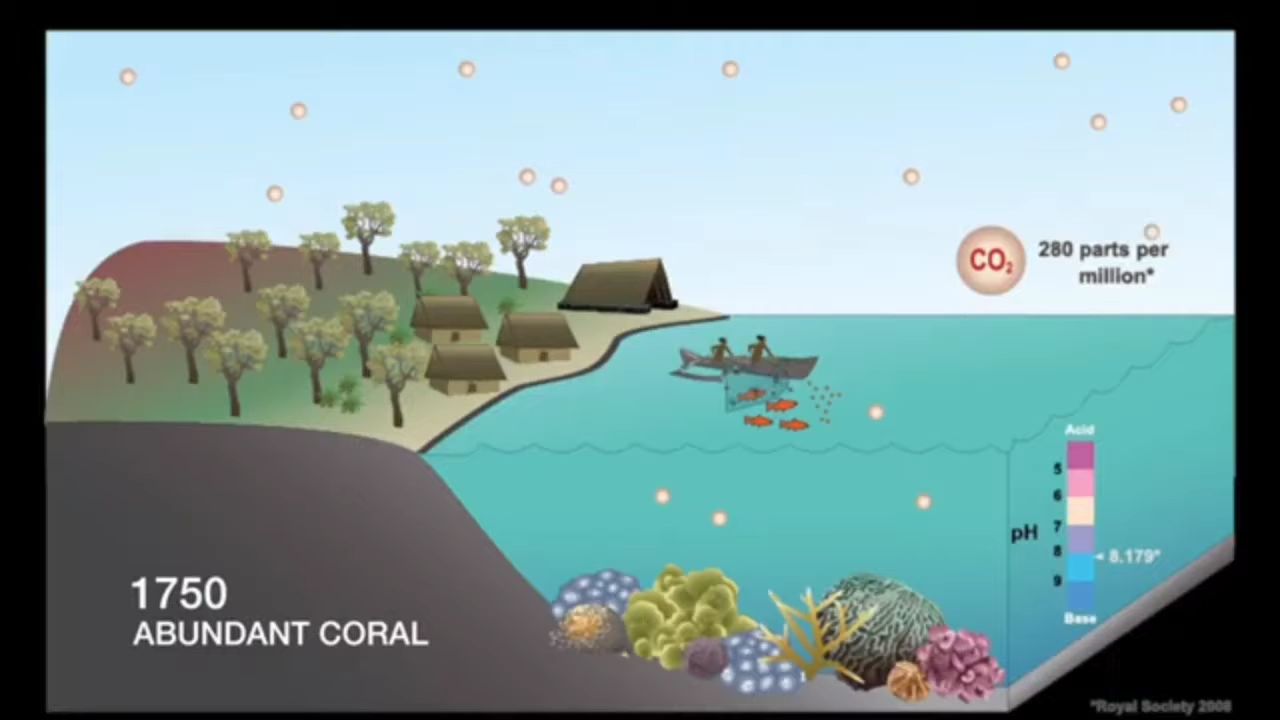 CO₂
280 parts per
million*
Acid
5
6
7
pH
8
8.179*
9
Base
1750
ABUNDANT CORAL
*Royal Society 2008